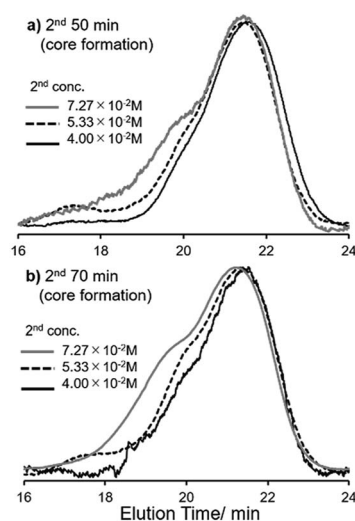 a) 2nd 50 min
(core formation)
2nd conc.
7.27×10-2M
5.33×10-2M
4.00×10-2M
16 18 20 22 24
b) 2nd 70 min
(core formation)
2nd conc.
7.27×10-2M
5.33×10-2M
4.00×10-2M
16 18 20 22 24
Elution Time/ min